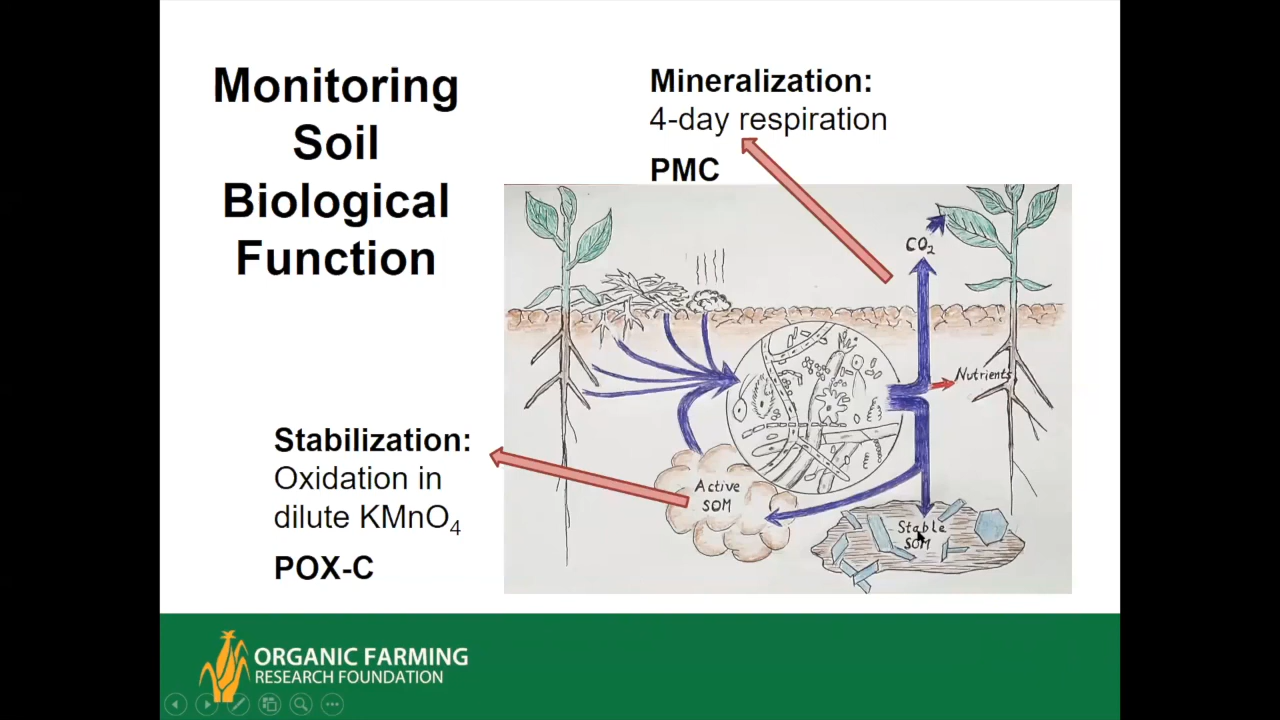 Monitoring
Soil
Biological
Function
Mineralization:
4-day respiration
PMC
CO₂
Nutrients
Stabilization:
Oxidation in
dilute KMnO₄
POX-C
Active
SOM
Stable
SOM
ORGANIC FARMING
RESEARCH FOUNDATION